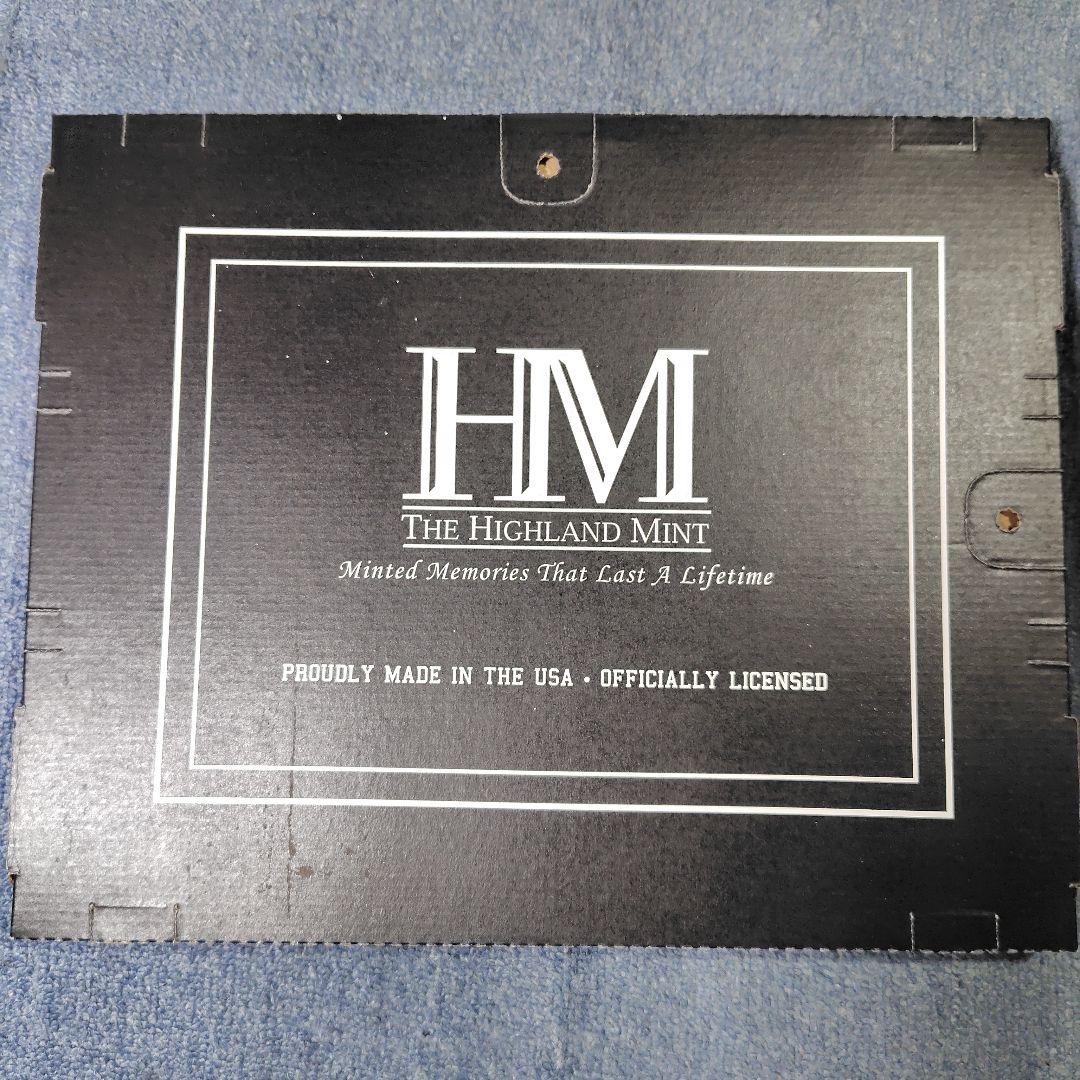 HM
THE HIGHLAND MINT
Minted Memories That Last A Lifetime
PROUDLY MADE IN THE USA • OFFICIALLY LICENSED